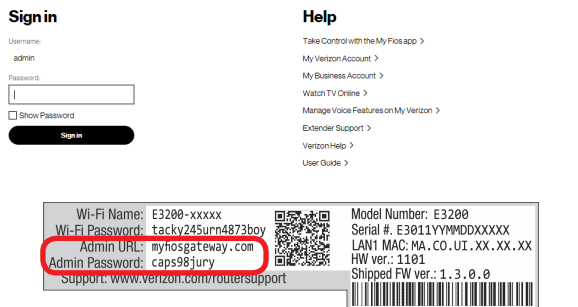 Sign in
Username:
admin
Password:
Show Password
Sign in
Help
Take Control with the My Fios app >
My Verizon Account >
My Business Account >
Watch TV Online >
Manage Voice Features on My Verizon >
Extender Support >
Verizon Help >
User Guide >
Wi-Fi Name: E3200-xxxxx
Wi-Fi Password: tacky245urn4873boy
Admin URL: myhosgateway.com
Admin Password: caps98jury
Support: www.verizon.com/routersupport
Model Number: E3200
Serial #. E3011YYMMDDXXXXX
LAN1 MAC: MA.CO.UI.XX.XX.XX
HW ver.: 1101
Shipped FW ver.: 1.3.0.0